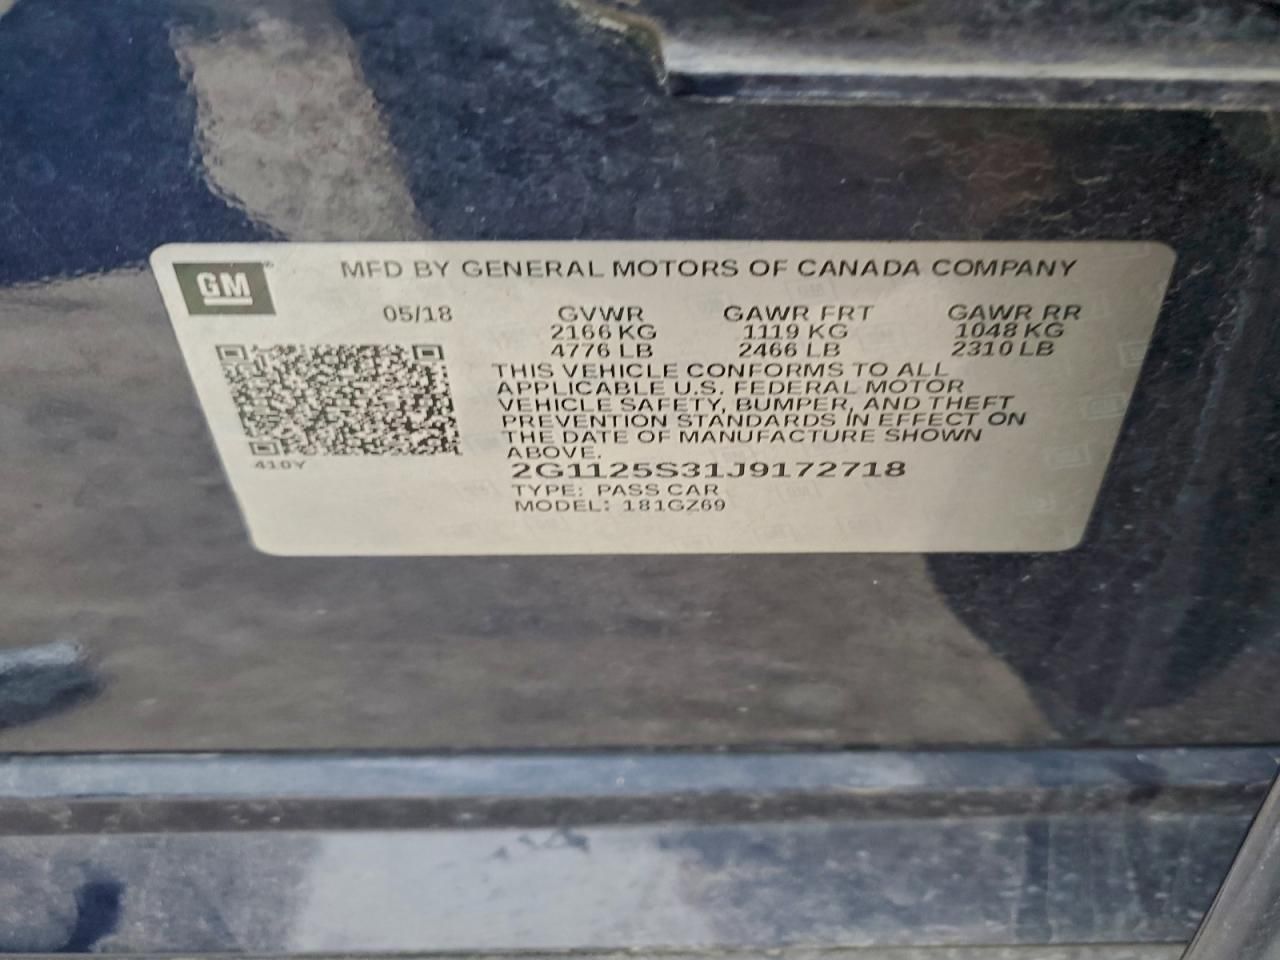 GM
MFD BY GENERAL MOTORS OF CANADA COMPANY
05/18 GVWR GAWR FRT GAWR RR
2166 KG 1119 KG 1048 KG
4776 LB 2466 LB 2310 LB
THIS VEHICLE CONFORMS TO ALL
APPLICABLE U.S. FEDERAL MOTOR
VEHICLE SAFETY, BUMPER, AND THEFT
PREVENTION STANDARDS IN EFFECT ON
THE DATE OF MANUFACTURE SHOWN
ABOVE.
410Y
2G1125S31J9172718
TYPE: PASS CAR
MODEL: 181GZ69